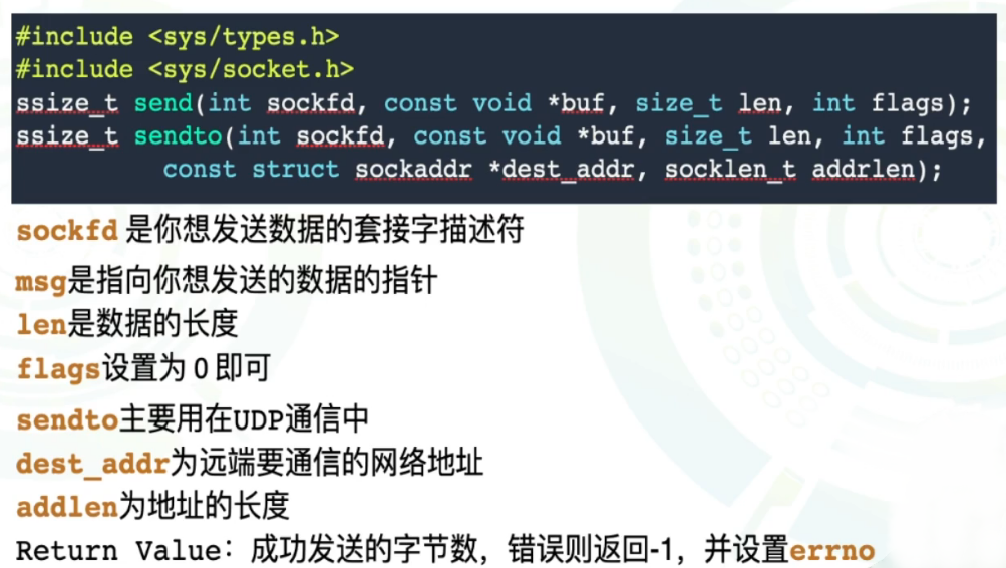 #include <sys/types.h>
#include <sys/socket.h>
ssize_t send(int sockfd, const void *buf, size_t len, int flags);
ssize_t sendto(int sockfd, const void *buf, size_t len, int flags,
const struct sockaddr *dest_addr, socklen_t addrlen);
sockfd 是你想发送数据的套接字描述符
msg是指向你想发送的数据的指针
len是数据的长度
flags设置为 0 即可
sendto主要用在UDP通信中
dest_addr为远端要通信的网络地址
addlen为地址的长度
Return Value: 成功发送的字节数，错误则返回-1，并设置errno